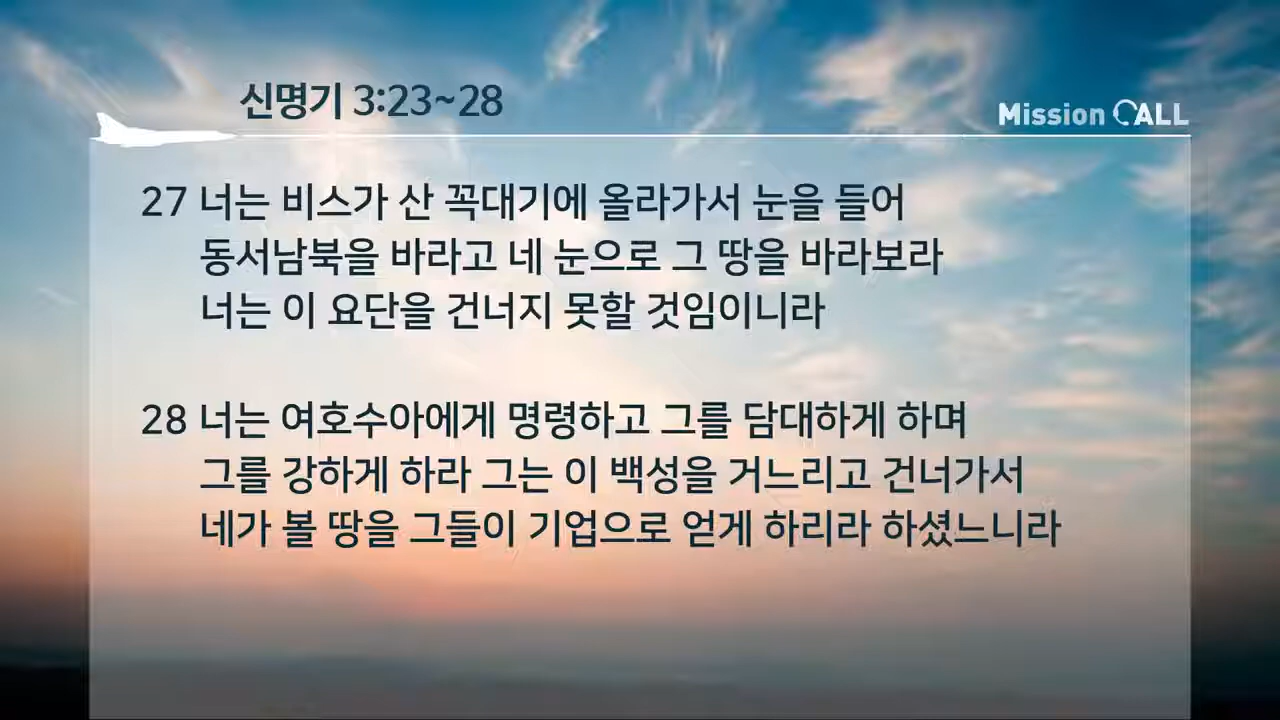 신명기 3:23~28
Mission CALL
27 너는 비스가 산 꼭대기에 올라가서 눈을 들어
동서남북을 바라고 네 눈으로 그 땅을 바라보라
너는 이 요단을 건너지 못할 것임이니라
28 너는 여호수아에게 명령하고 그를 담대하게 하며
그를 강하게 하라 그는 이 백성을 거느리고 건너가서
네가 볼 땅을 그들이 기업으로 얻게 하리라 하셨느니라